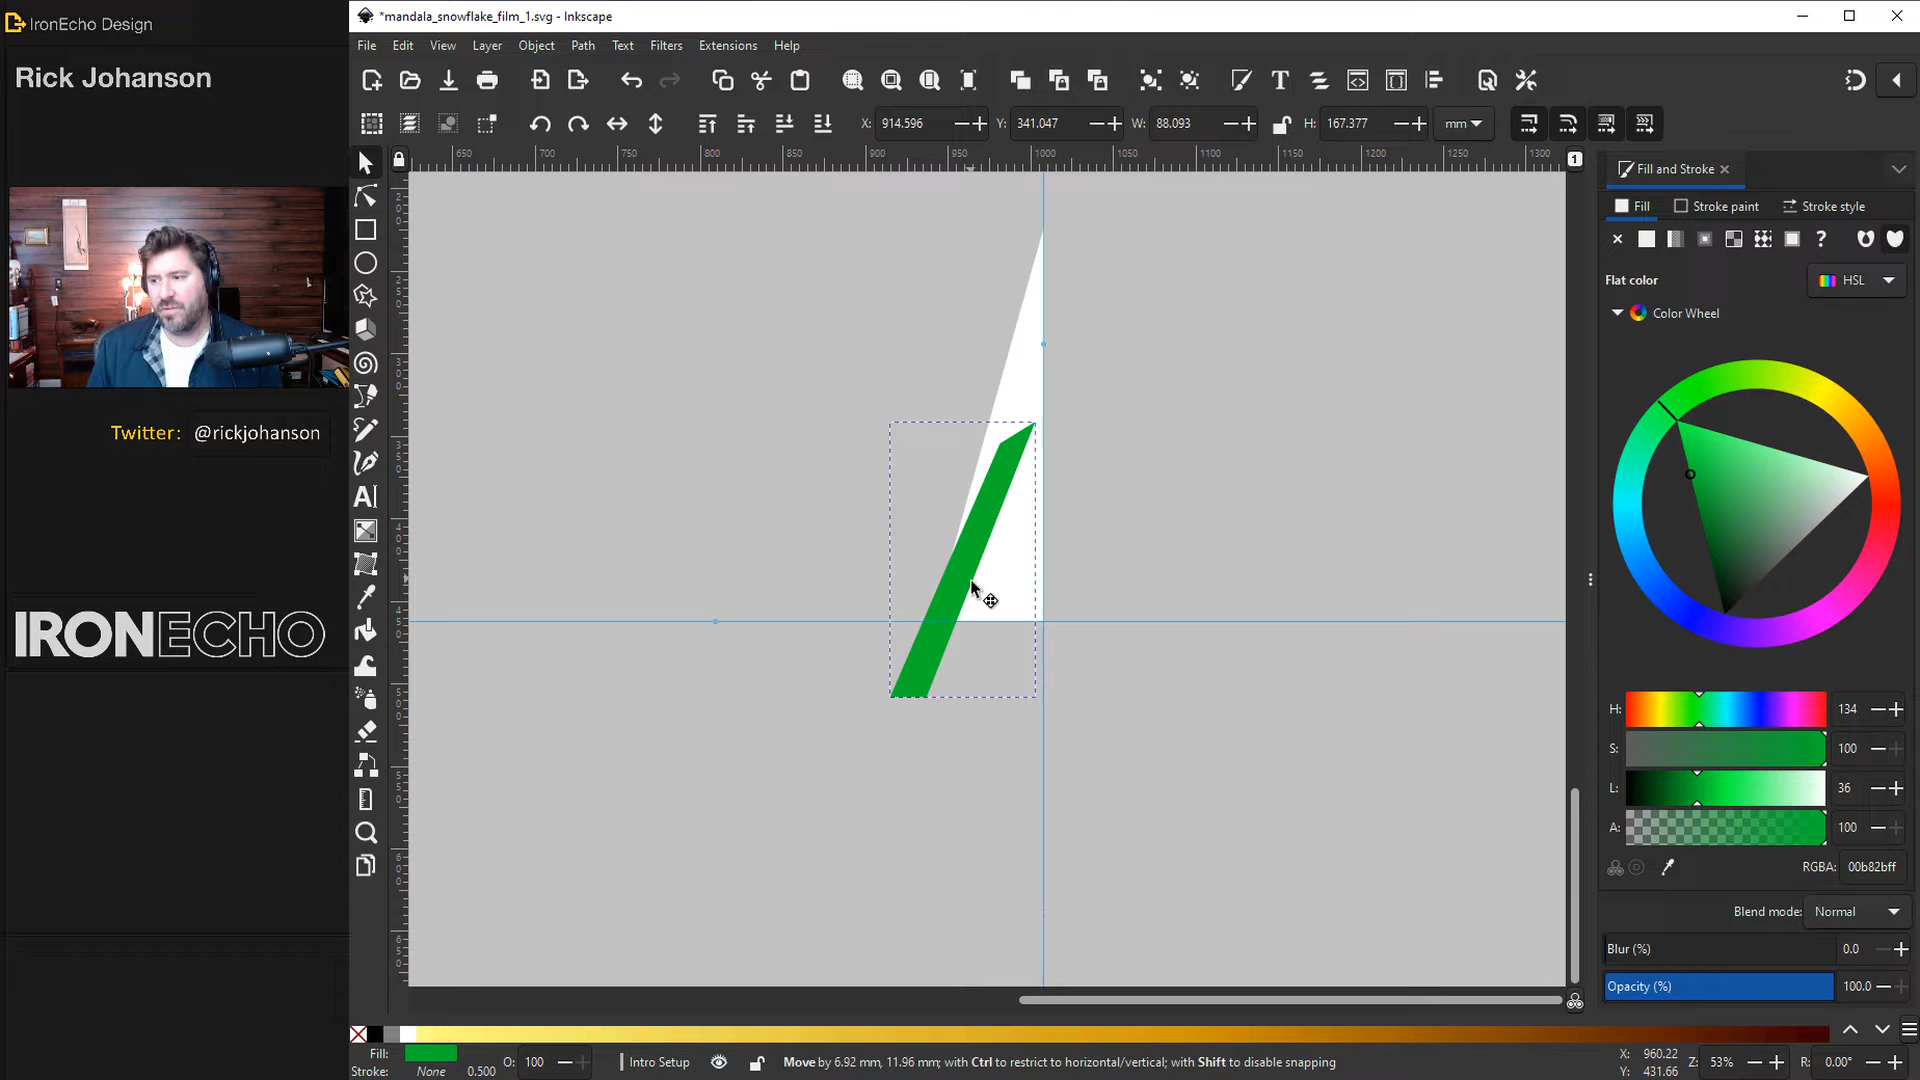 IronEcho Design
Rick Johanson
Twitter: @rickjohanson
IRONECHO
*mandala_snowflake_film_1.svg - Inkscape
File Edit View Layer Object Path Text Filters Extensions Help
X: 914.596 Y: 341.047 W: 88.093 H: 167.377 mm
650 700 750 800 850 900 950 1000 1050 1100 1150 1200 1250 1300
1
Fill and Stroke
Fill Stroke paint Stroke style
Flat color HSL
Color Wheel
H: 134
S: 100
L: 36
A: 100
RGBA: 00b82bff
Blend mode: Normal
Blur (%) 0.0
Opacity (%) 100.0
Fill: O: 100 Intro Setup Move by 6.92 mm, 11.96 mm; with Ctrl to restrict to horizontal/vertical; with Shift to disable snapping X: 960.22 Z: 53% R: 0.00°
Stroke: None 0.500 Y: 431.66